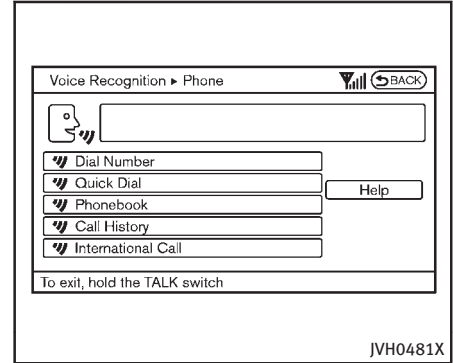 Voice Recognition ▸ Phone
BACK
Dial Number
Quick Dial
Help
Phonebook
Call History
International Call
To exit, hold the TALK switch
JVH0481X